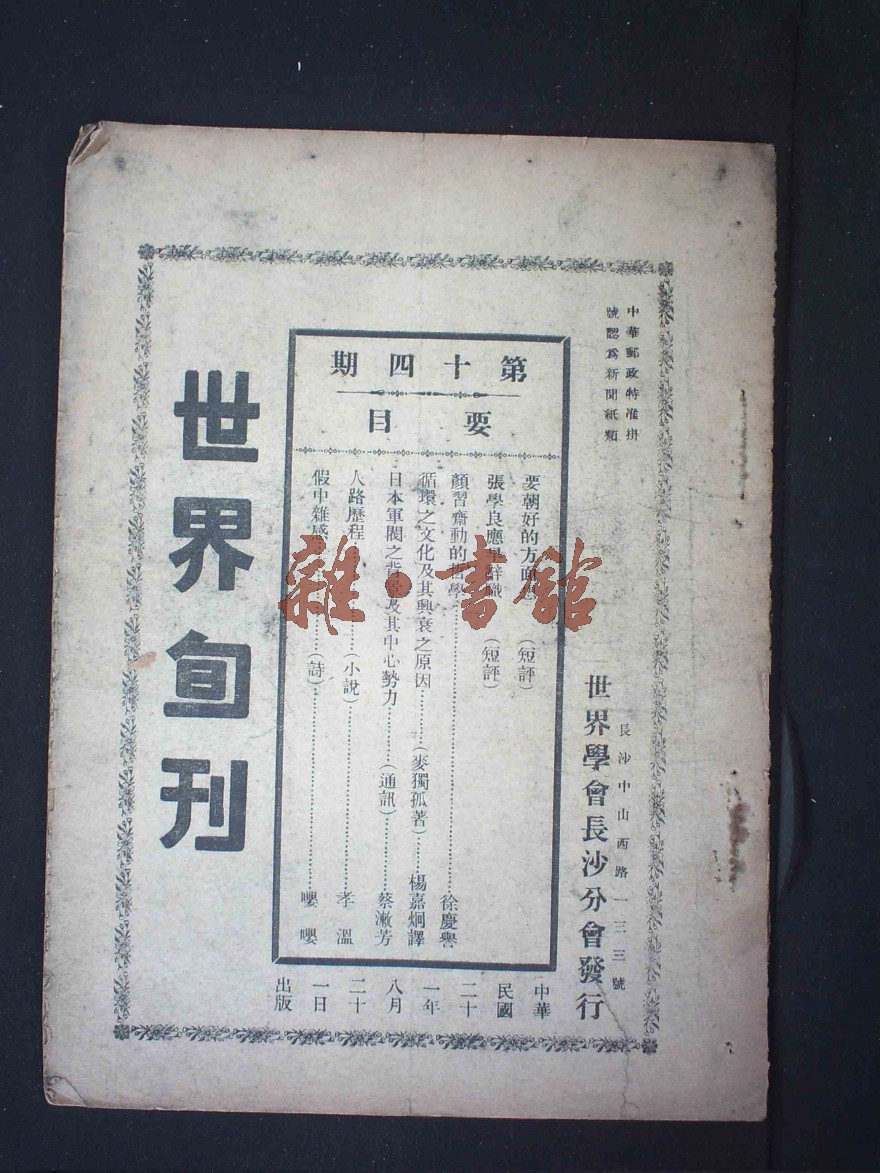 中華郵政特准掛
號認爲新聞紙類
長沙中山西路一三三號
世界學會長沙分會發行
第十四期
要目
要朝好的方面想（短評）
張學良應早辭職（短評）
顏習齋動的哲學…………徐慶譽
循環之文化及其興衰之原因……（麥獨孤著）……楊嘉炯譯
日本軍閥之背景及其中心勢力……（通訊）……蔡漱芳
人路歷程……（小說）……孝溫
假中雜感……（詩）……嚶嚶
中華
民國
二十
一年
八月
二十
一日
出版
世界旬刊
雜·書館